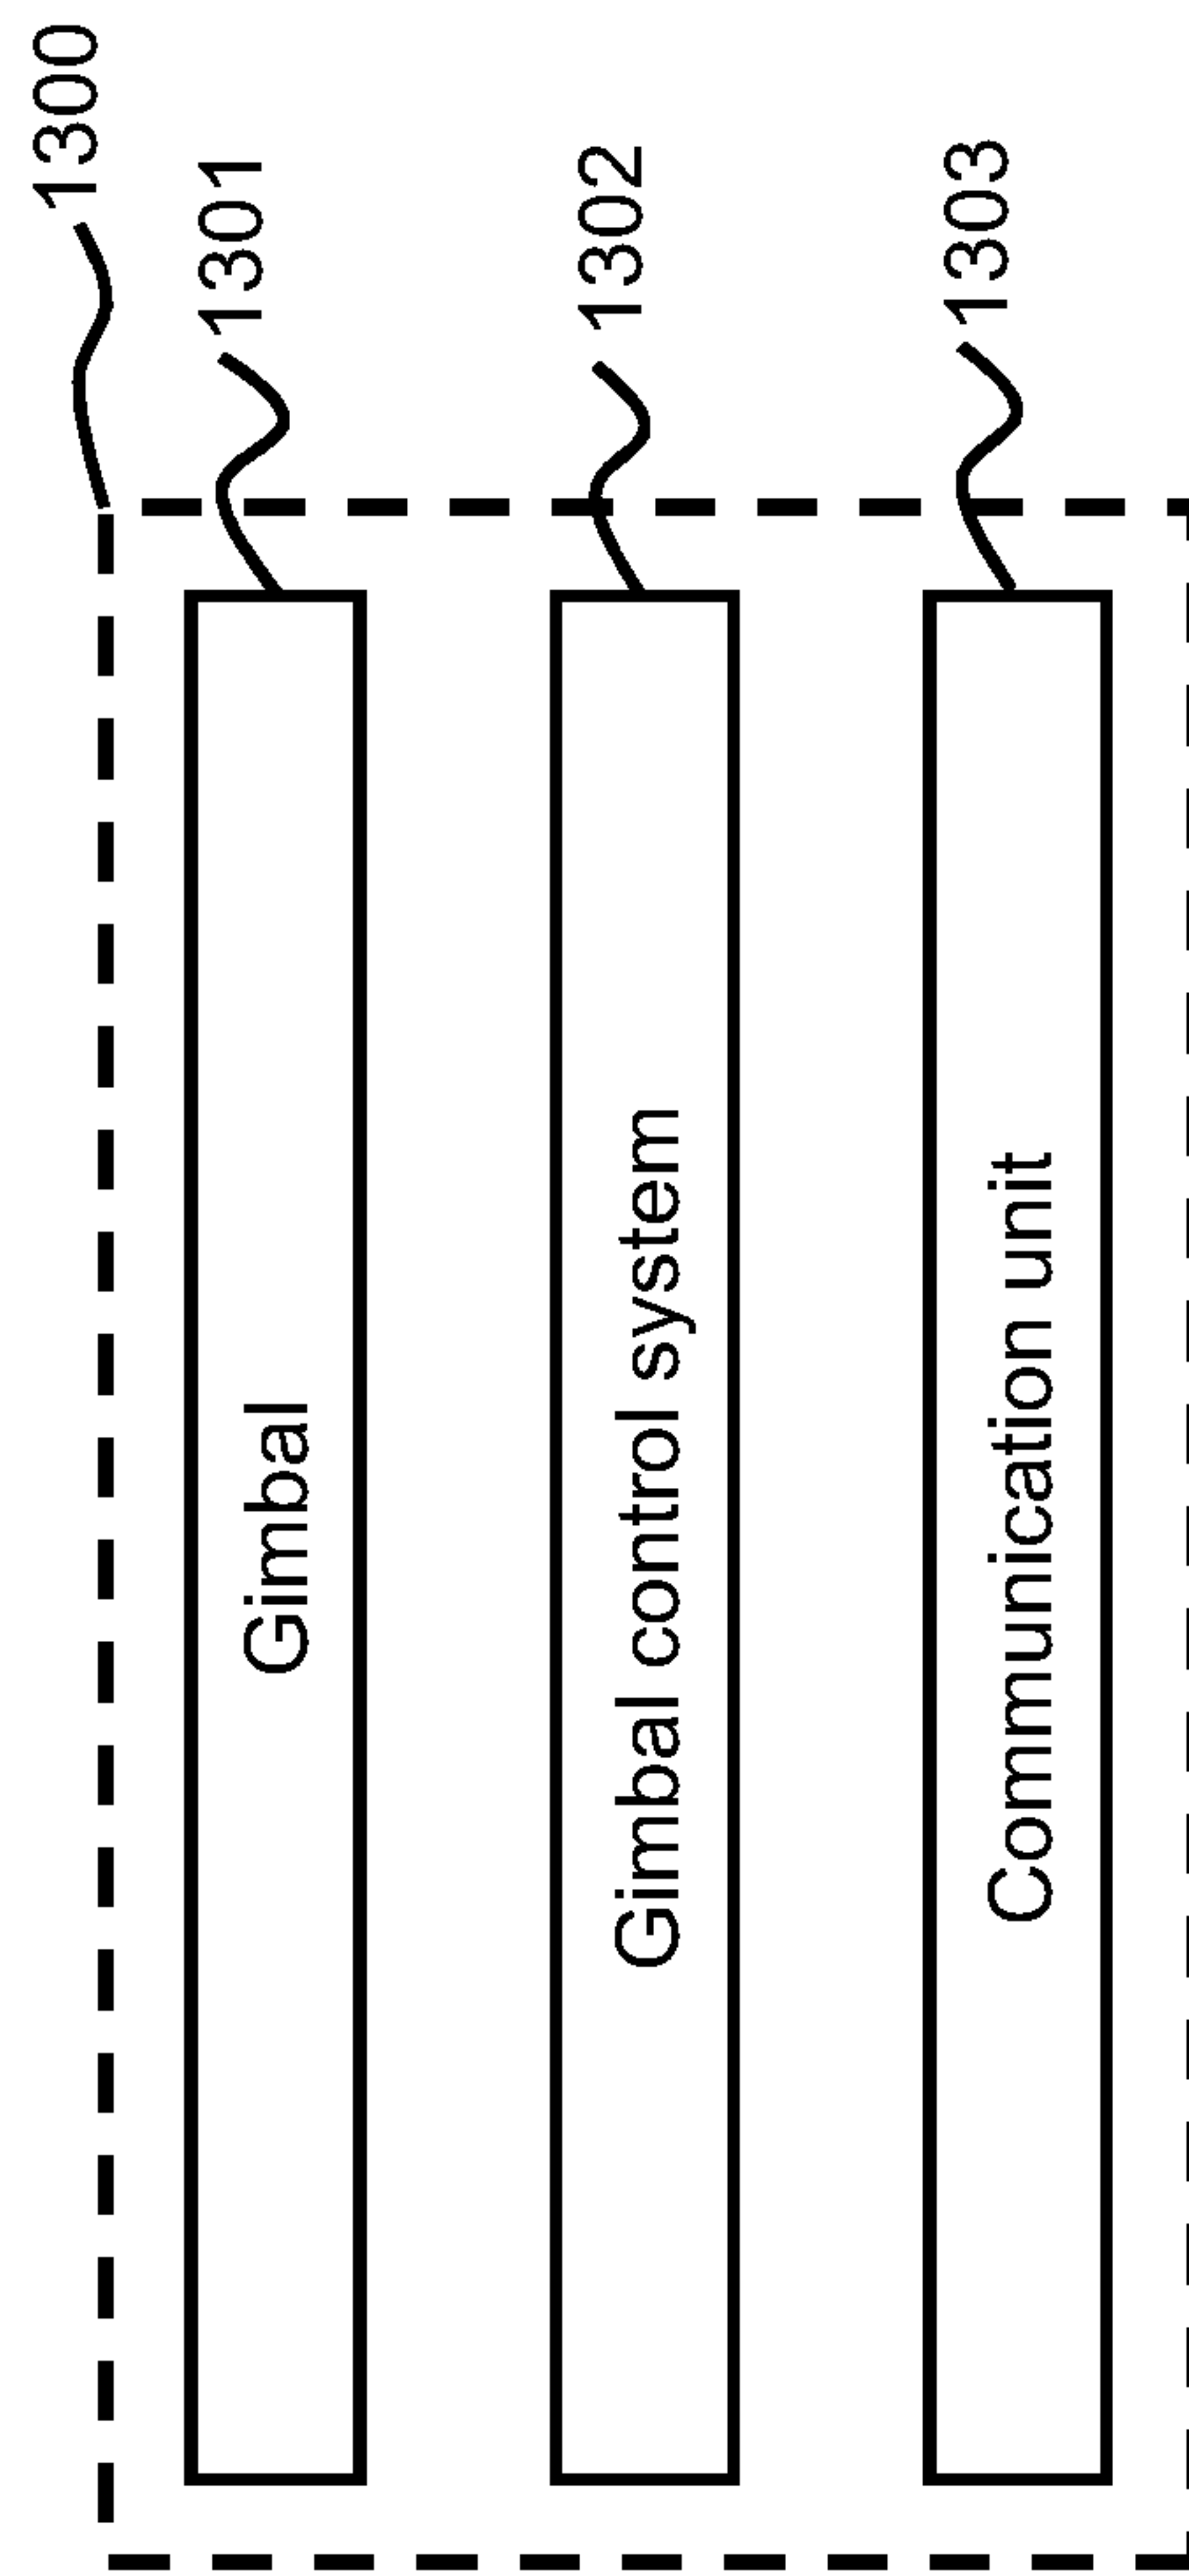 1300
Gimbal
1301
Gimbal control system
1302
Communication unit
1303